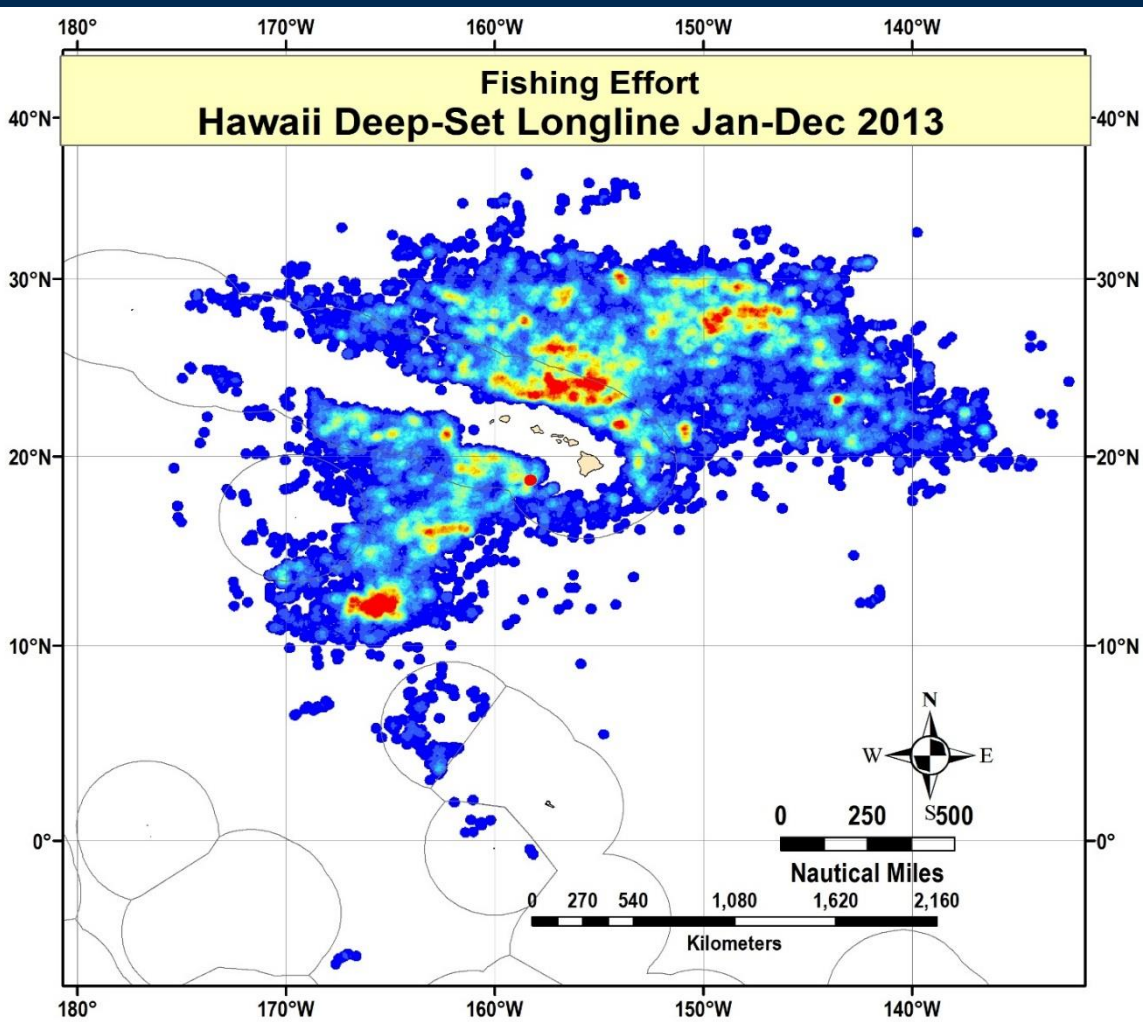 180° 170°W 160°W 150°W 140°W
Fishing Effort
Hawaii Deep-Set Longline Jan-Dec 2013
40°N 40°N
30°N 30°N
20°N 20°N
10°N 10°N
N
W E
S
0 250 500
0° 0°
Nautical Miles
0 270 540 1,080 1,620 2,160
Kilometers
180° 170°W 160°W 150°W 140°W